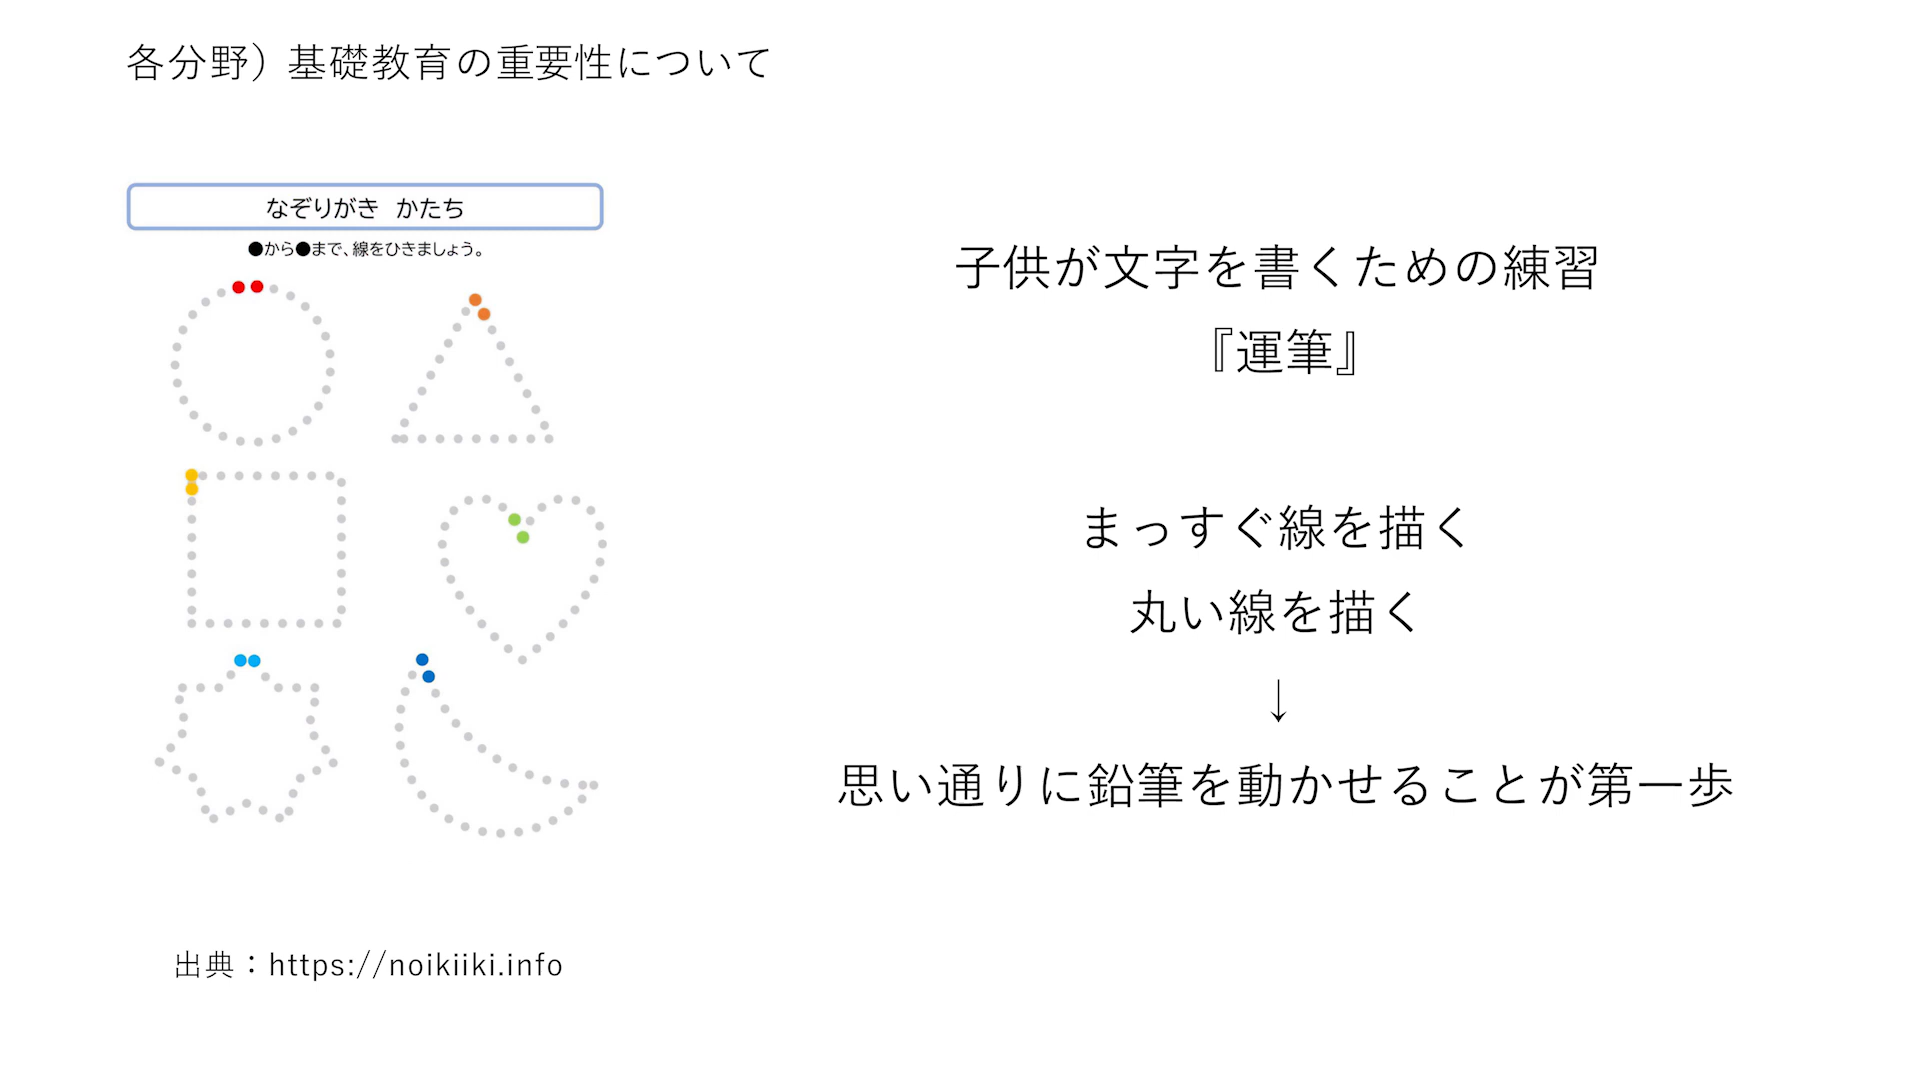 各分野）基礎教育の重要性について
なぞりがき かたち
●から●まで、線をひきましょう。
子供が文字を書くための練習
『運筆』
まっすぐ線を描く
丸い線を描く
↓
思い通りに鉛筆を動かせることが第一歩
出典：https://noikiiki.info